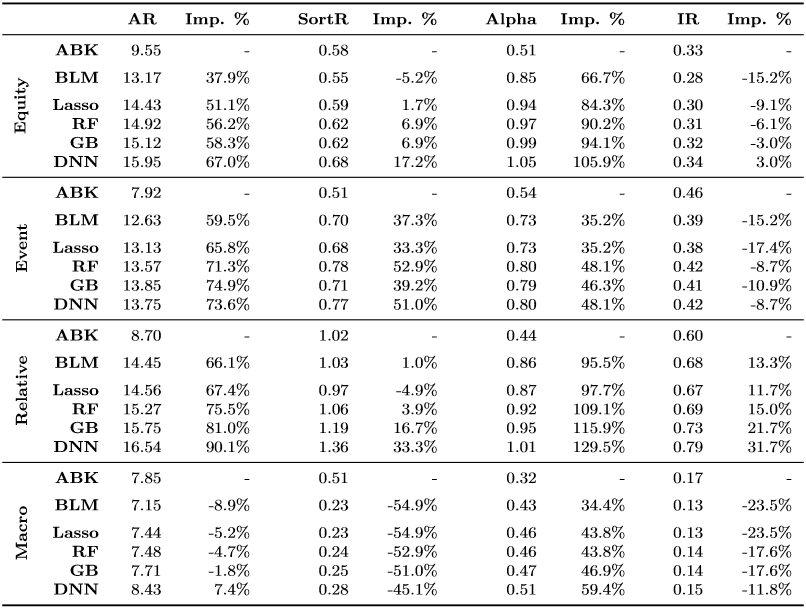 AR Imp. % SortR Imp. % Alpha Imp. % IR Imp. %
Equity
ABK 9.55 - 0.58 - 0.51 - 0.33 -
BLM 13.17 37.9% 0.55 -5.2% 0.85 66.7% 0.28 -15.2%
Lasso 14.43 51.1% 0.59 1.7% 0.94 84.3% 0.30 -9.1%
RF 14.92 56.2% 0.62 6.9% 0.97 90.2% 0.31 -6.1%
GB 15.12 58.3% 0.62 6.9% 0.99 94.1% 0.32 -3.0%
DNN 15.95 67.0% 0.68 17.2% 1.05 105.9% 0.34 3.0%
Event
ABK 7.92 - 0.51 - 0.54 - 0.46 -
BLM 12.63 59.5% 0.70 37.3% 0.73 35.2% 0.39 -15.2%
Lasso 13.13 65.8% 0.68 33.3% 0.73 35.2% 0.38 -17.4%
RF 13.57 71.3% 0.78 52.9% 0.80 48.1% 0.42 -8.7%
GB 13.85 74.9% 0.71 39.2% 0.79 46.3% 0.41 -10.9%
DNN 13.75 73.6% 0.77 51.0% 0.80 48.1% 0.42 -8.7%
Relative
ABK 8.70 - 1.02 - 0.44 - 0.60 -
BLM 14.45 66.1% 1.03 1.0% 0.86 95.5% 0.68 13.3%
Lasso 14.56 67.4% 0.97 -4.9% 0.87 97.7% 0.67 11.7%
RF 15.27 75.5% 1.06 3.9% 0.92 109.1% 0.69 15.0%
GB 15.75 81.0% 1.19 16.7% 0.95 115.9% 0.73 21.7%
DNN 16.54 90.1% 1.36 33.3% 1.01 129.5% 0.79 31.7%
Macro
ABK 7.85 - 0.51 - 0.32 - 0.17 -
BLM 7.15 -8.9% 0.23 -54.9% 0.43 34.4% 0.13 -23.5%
Lasso 7.44 -5.2% 0.23 -54.9% 0.46 43.8% 0.13 -23.5%
RF 7.48 -4.7% 0.24 -52.9% 0.46 43.8% 0.14 -17.6%
GB 7.71 -1.8% 0.25 -51.0% 0.47 46.9% 0.14 -17.6%
DNN 8.43 7.4% 0.28 -45.1% 0.51 59.4% 0.15 -11.8%